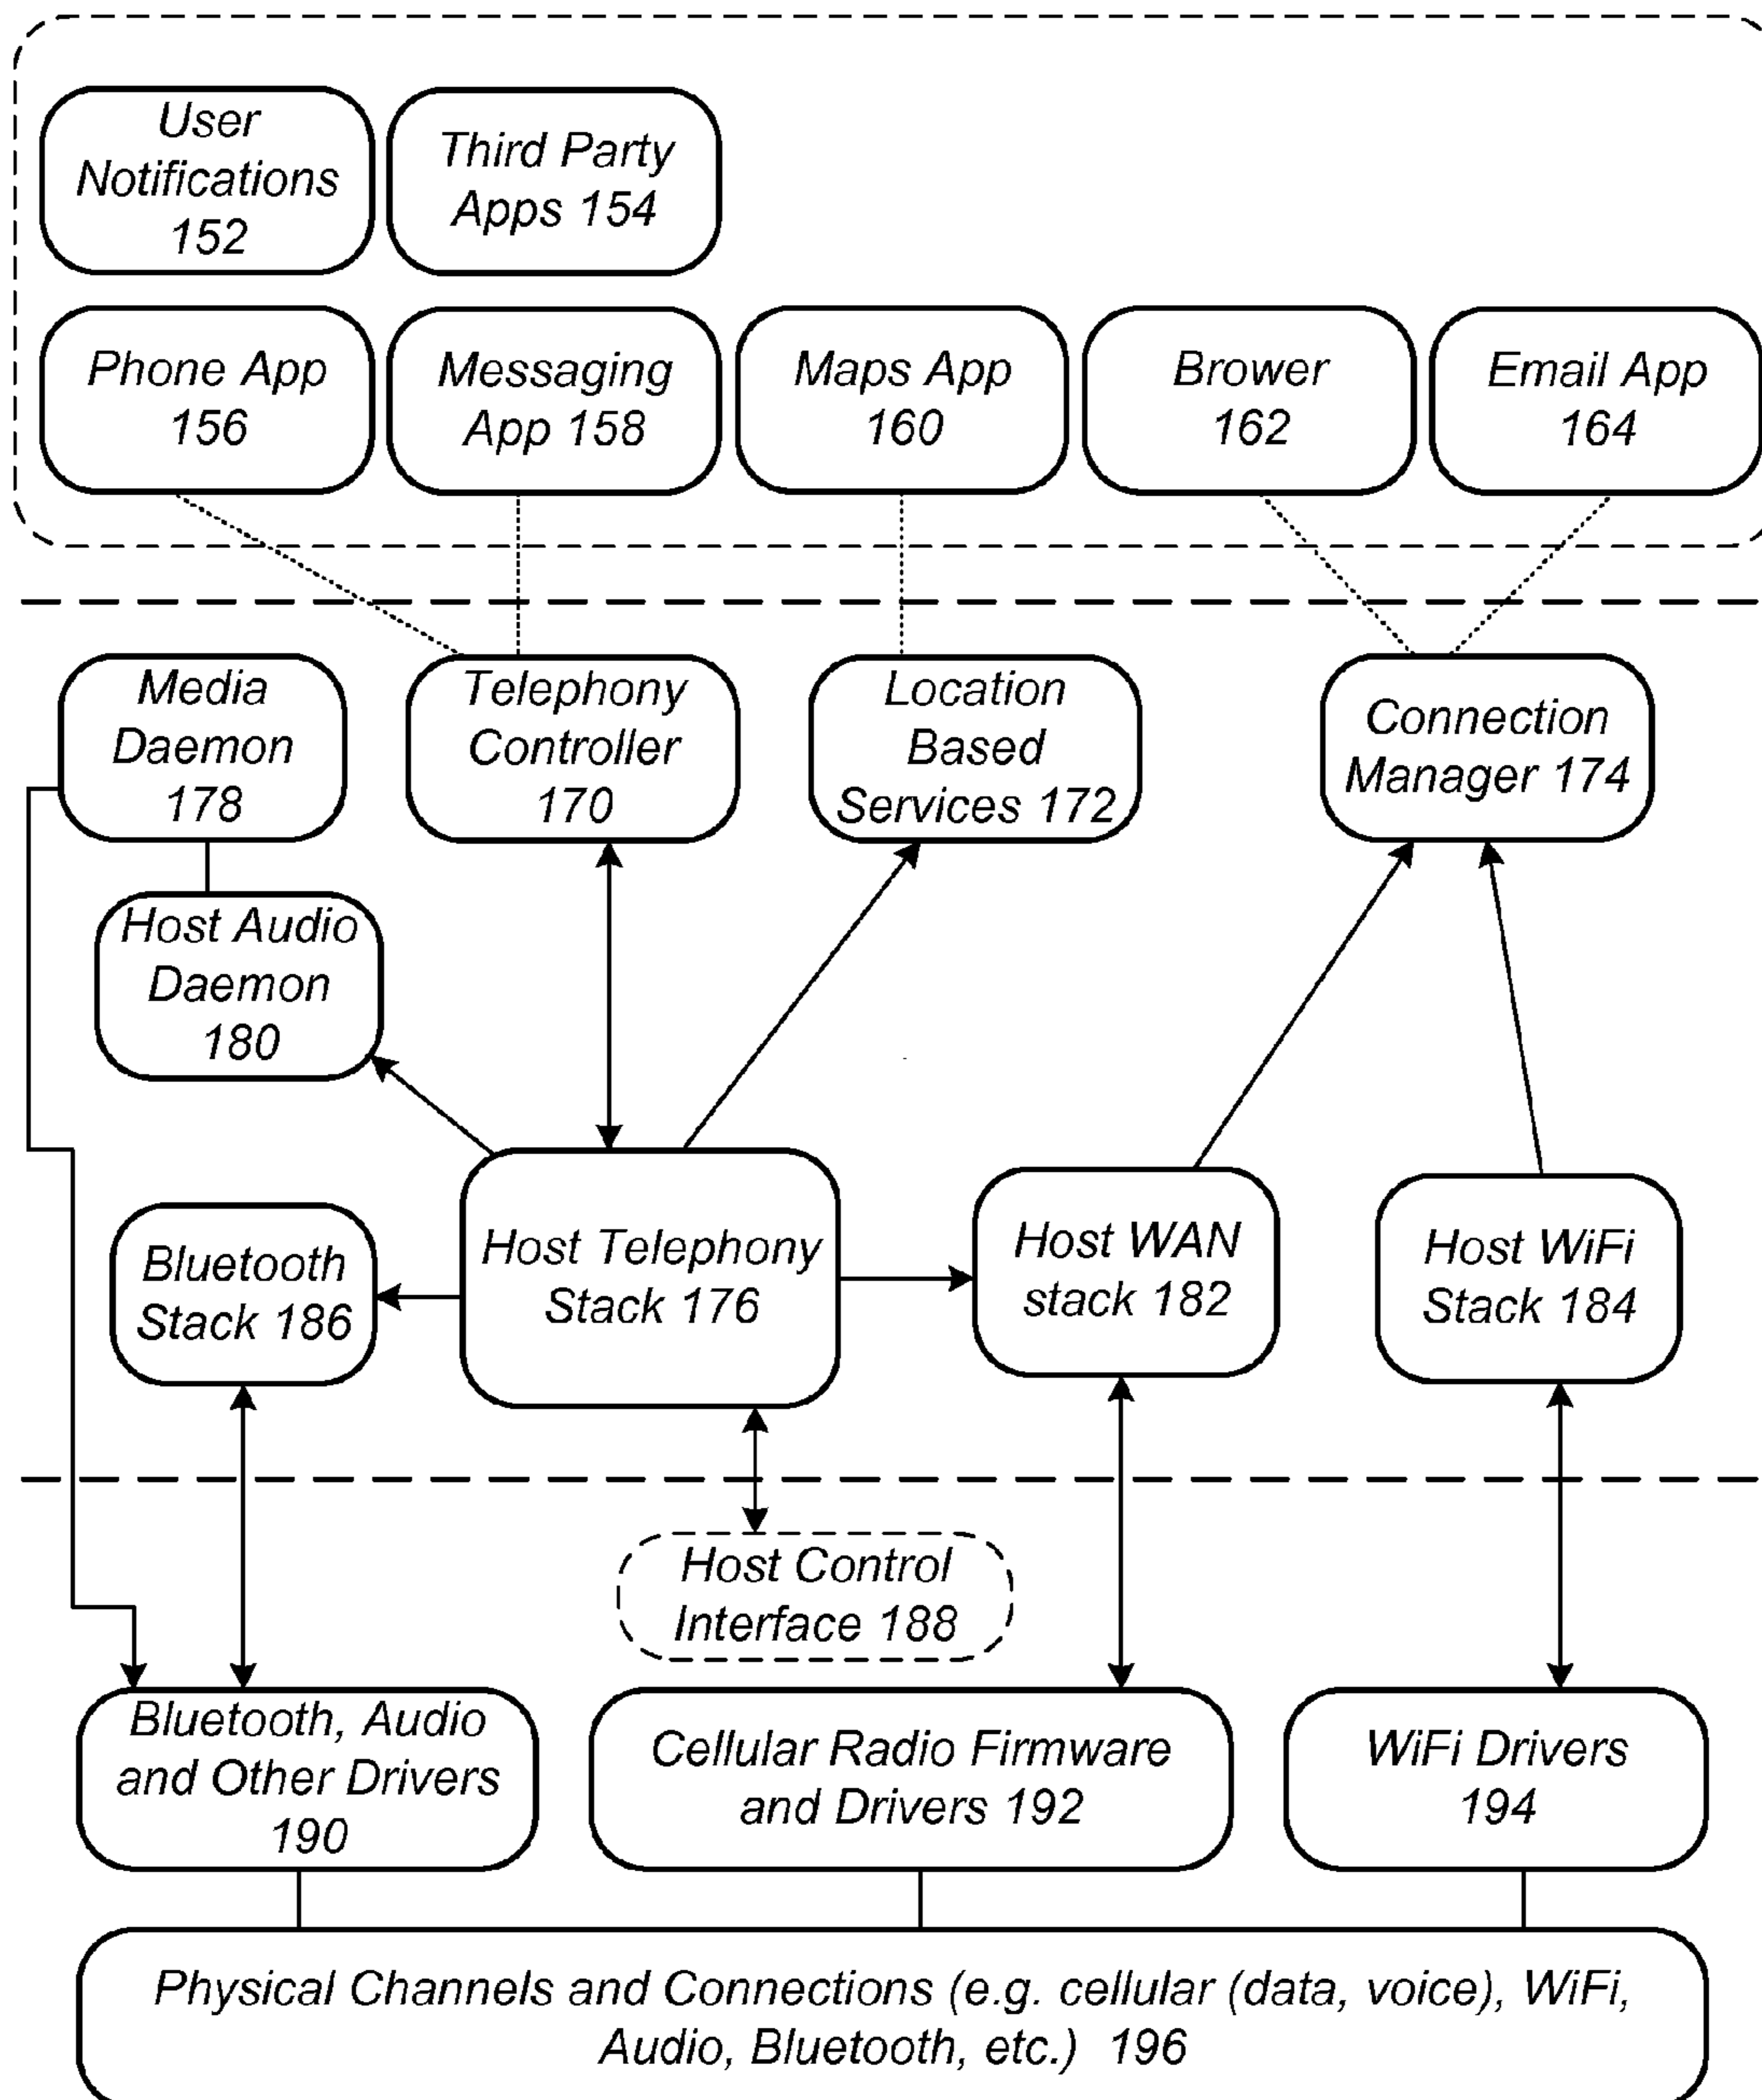 User
Notifications
152
Third Party
Apps 154
Phone App
156
Messaging
App 158
Maps App
160
Brower
162
Email App
164
Media
Daemon
178
Telephony
Controller
170
Location
Based
Services 172
Connection
Manager 174
Host Audio
Daemon
180
Bluetooth
Stack 186
Host Telephony
Stack 176
Host WAN
stack 182
Host WiFi
Stack 184
Host Control
Interface 188
Bluetooth, Audio
and Other Drivers
190
Cellular Radio Firmware
and Drivers 192
WiFi Drivers
194
Physical Channels and Connections (e.g. cellular (data, voice), WiFi,
Audio, Bluetooth, etc.) 196